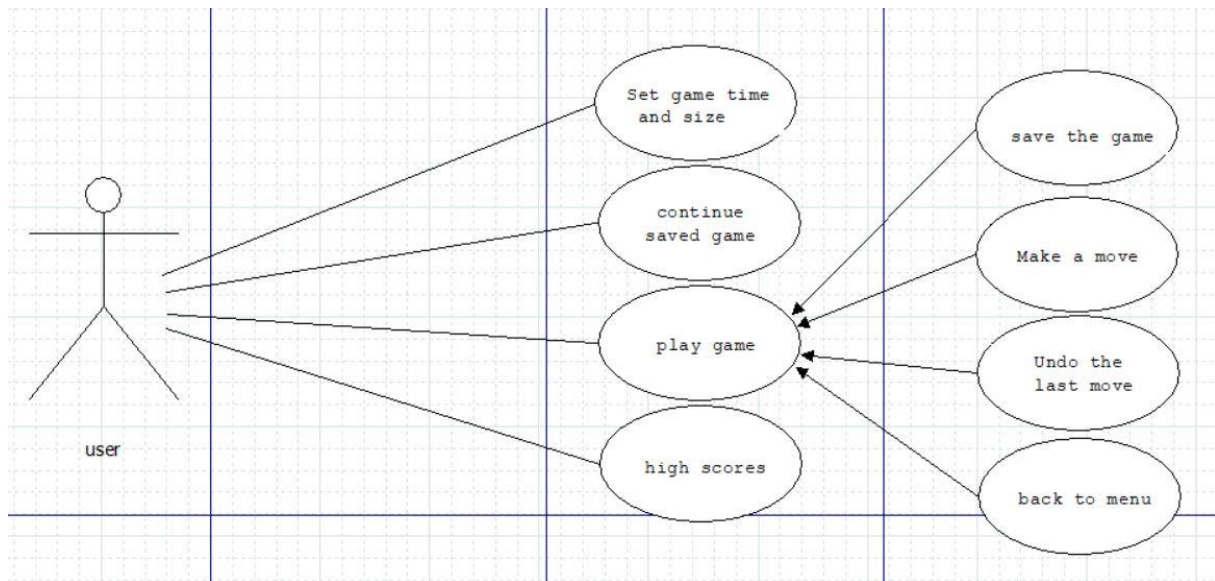 Set game time
and size
save the game
continue
saved game
Make a move
play game
Undo the
last move
user
high scores
back to menu